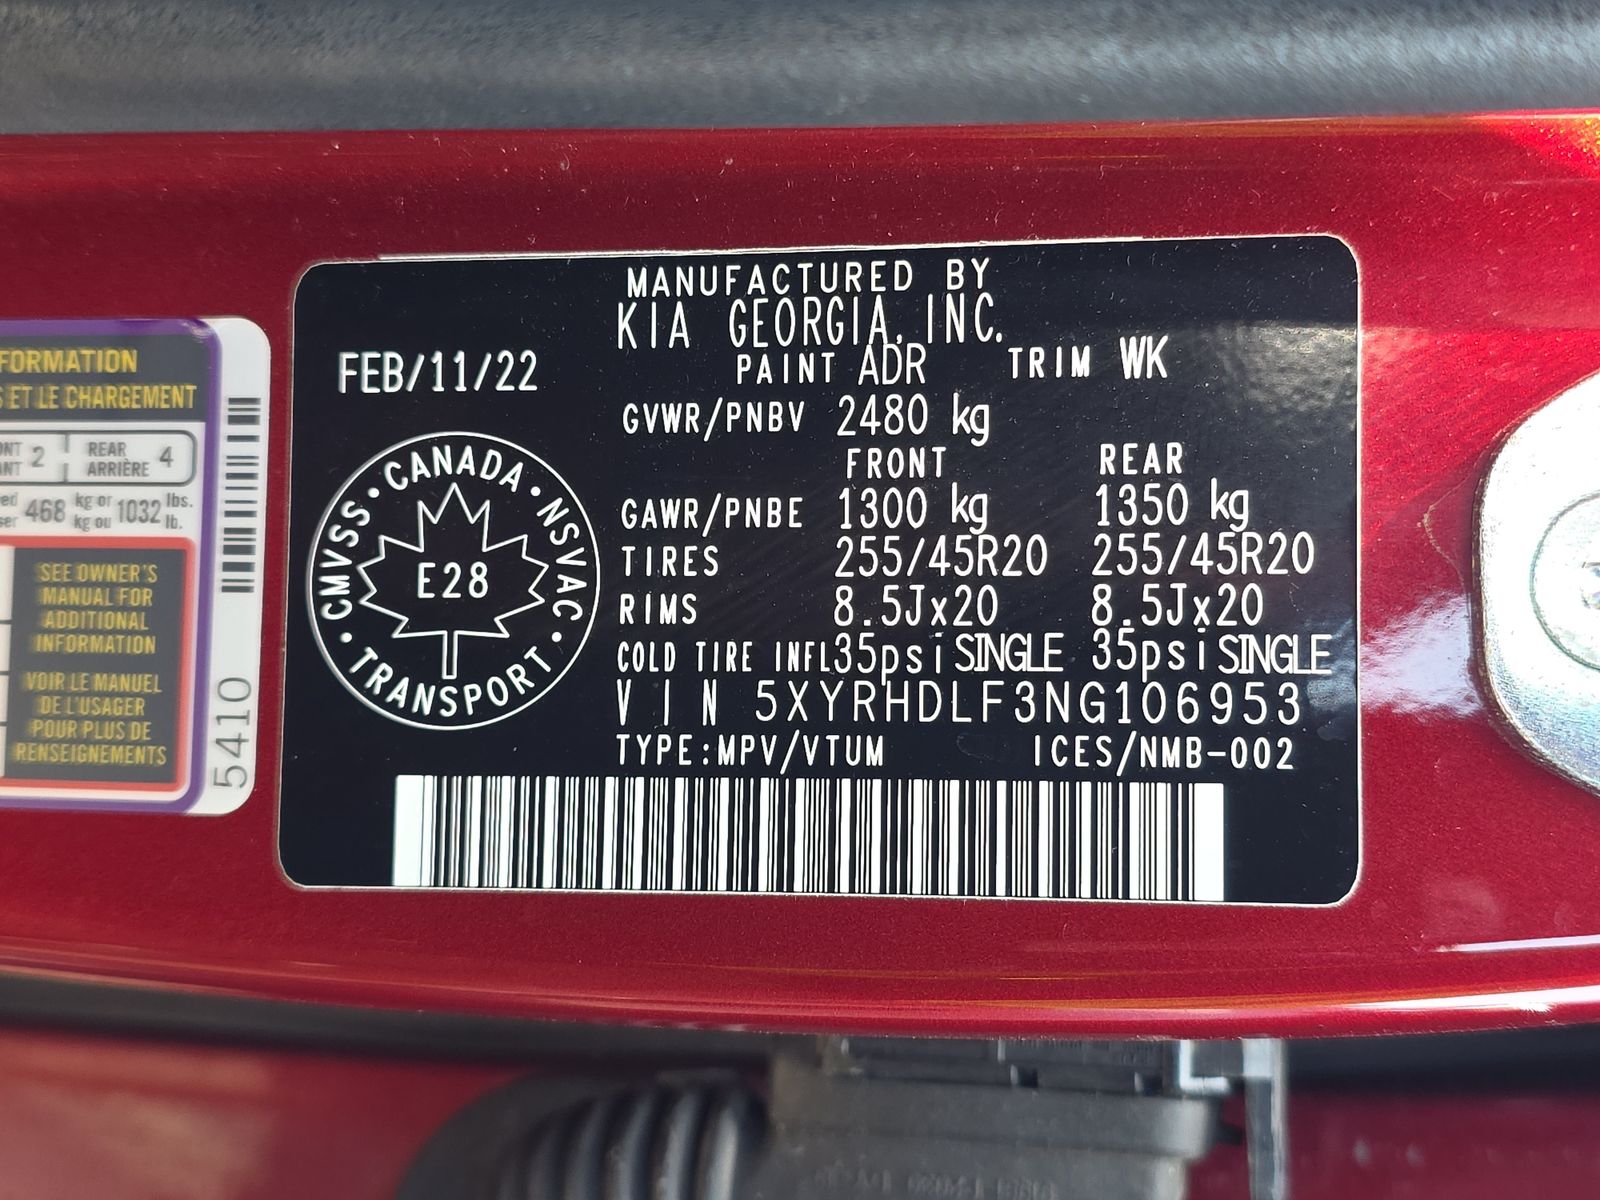 MANUFACTURED BY
KIA GEORGIA, INC.
FEB/11/22
PAINT ADR TRIM WK
GVWR/PNBV 2480 kg
FRONT REAR
GAWR/PNBE 1300 kg 1350 kg
TIRES 255/45R20 255/45R20
RIMS 8.5Jx20 8.5Jx20
COLD TIRE INFL 35psi SINGLE 35psi SINGLE
VIN 5XYRHDLF3NG106953
TYPE:MPV/VTUM ICES/NMB-002
CANADA • NSVAC • TRANSPORT • CMVSS •
E28
FORMATION
ET LE CHARGEMENT
2 REAR
ARRIÈRE 4
468 kg or
kg ou 1032 lbs.
lb.
SEE OWNER'S
MANUAL FOR
ADDITIONAL
INFORMATION
VOIR LE MANUEL
DE L'USAGER
POUR PLUS DE
RENSEIGNEMENTS
5410